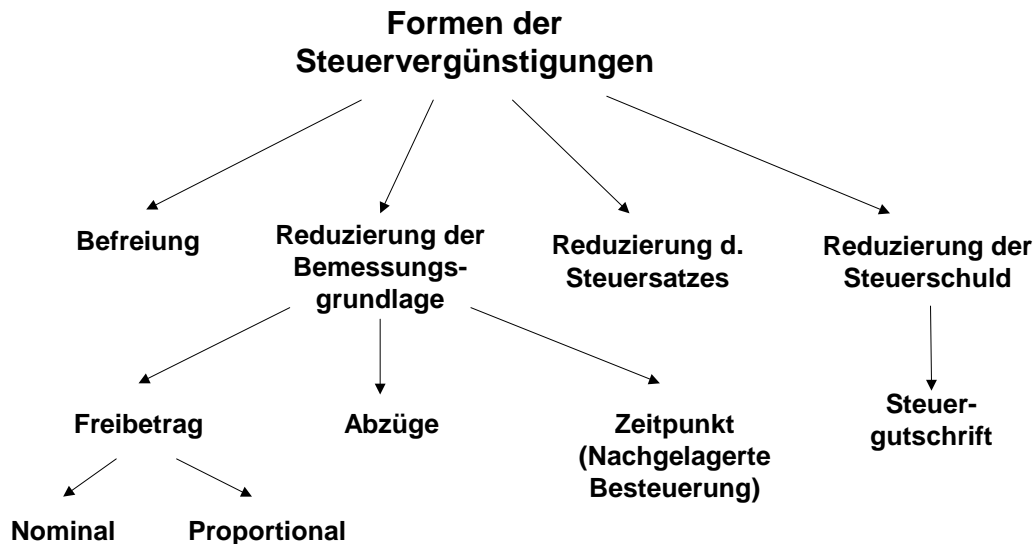 Formen der
Steuervergünstigungen
Befreiung
Reduzierung der
Bemessungs-
grundlage
Reduzierung d.
Steuersatzes
Reduzierung der
Steuerschuld
Freibetrag
Abzüge
Zeitpunkt
(Nachgelagerte
Besteuerung)
Steuer-
gutschrift
Nominal
Proportional